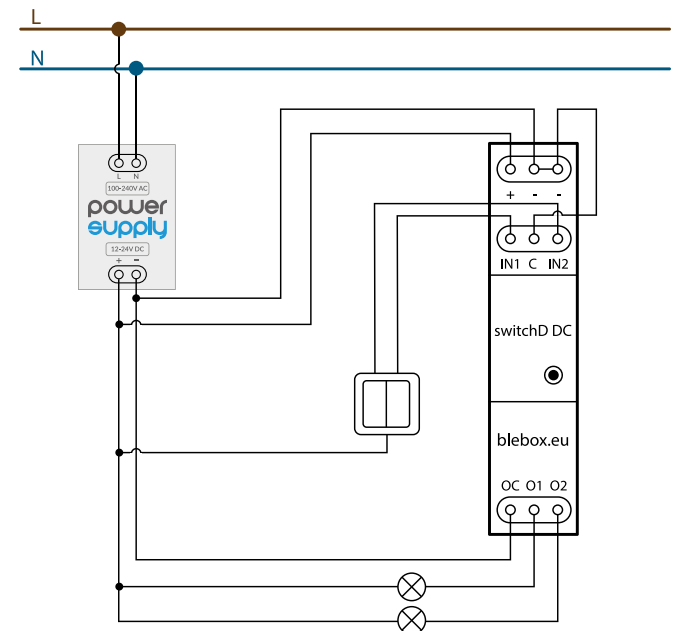 L
N
L N
100-240V AC
power
supply
12-24V DC
+ -
+ - -
IN1 C IN2
switchD DC
blebox.eu
OC O1 O2